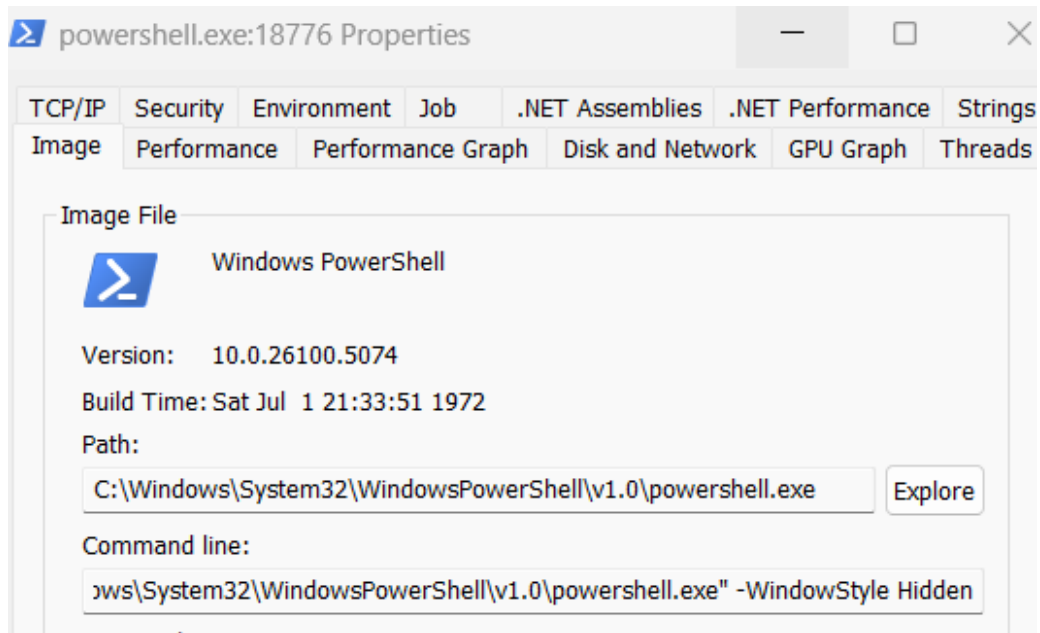 powershell.exe:18776 Properties
TCP/IP Security Environment Job .NET Assemblies .NET Performance Strings
Image Performance Performance Graph Disk and Network GPU Graph Threads
Image File
Windows PowerShell
Version: 10.0.26100.5074
Build Time: Sat Jul 1 21:33:51 1972
Path:
C:\Windows\System32\WindowsPowerShell\v1.0\powershell.exe Explore
Command line:
ows\System32\WindowsPowerShell\v1.0\powershell.exe" -WindowStyle Hidden